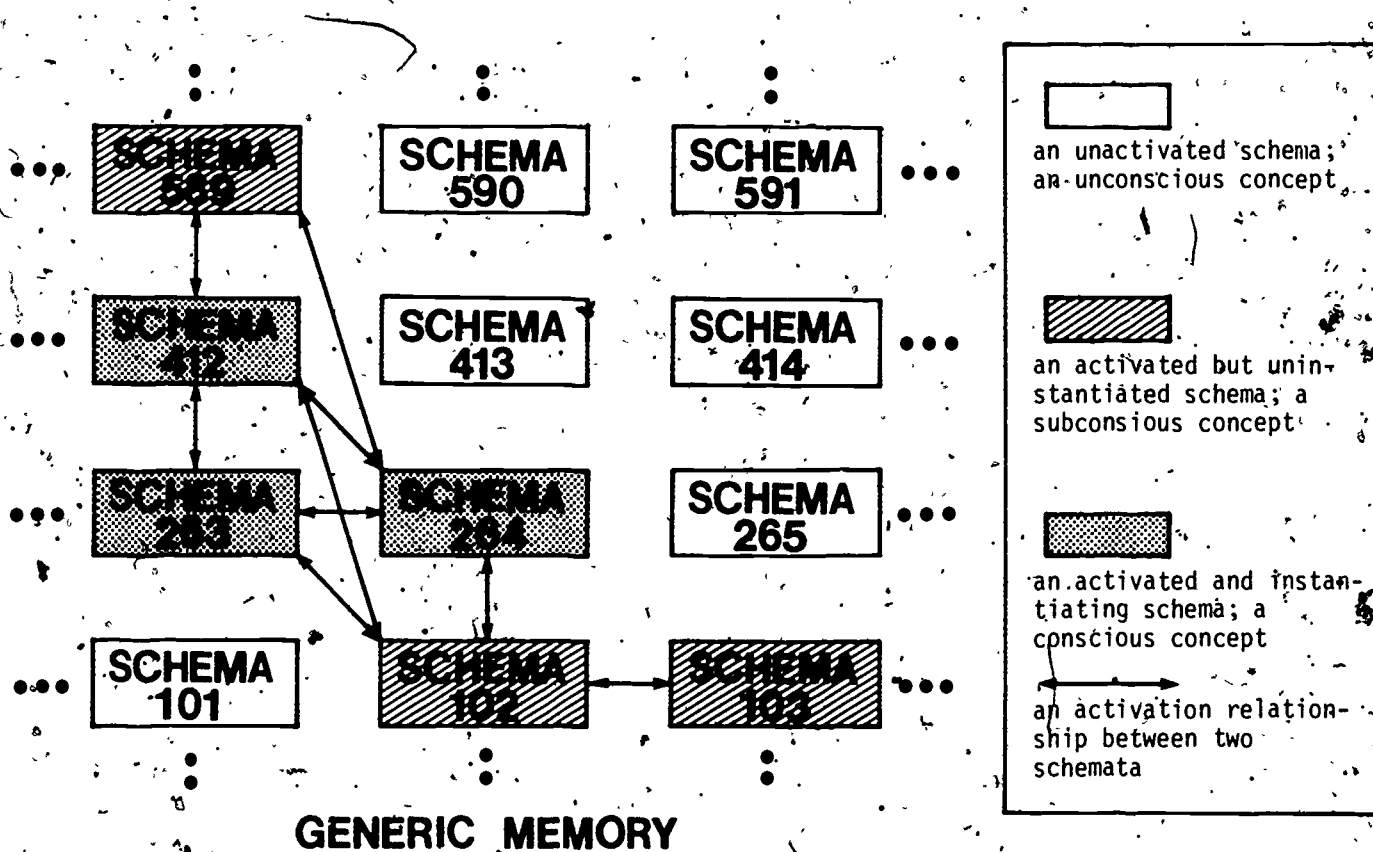 SCHEMA
589
SCHEMA
590
SCHEMA
591
SCHEMA
412
SCHEMA
413
SCHEMA
414
SCHEMA
263
SCHEMA
264
SCHEMA
265
SCHEMA
101
SCHEMA
102
SCHEMA
103
GENERIC MEMORY
an unactivated schema;
an unconscious concept
an activated but unin-
stantiated schema; a
subconsious concept
an activated and instan-
tiating schema; a
conscious concept
an activation relation-
ship between two
schemata